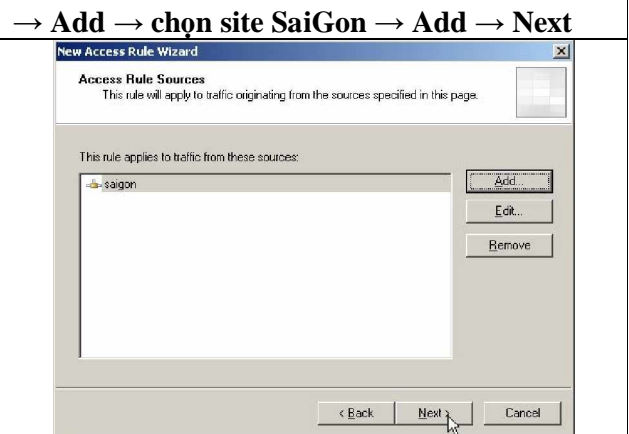 → Add → chọn site SaiGon → Add → Next
New Access Rule Wizard
Access Rule Sources
This rule will apply to traffic originating from the sources specified in this page.
This rule applies to traffic from these sources:
saigon
Add...
Edit...
Remove
< Back
Next >
Cancel